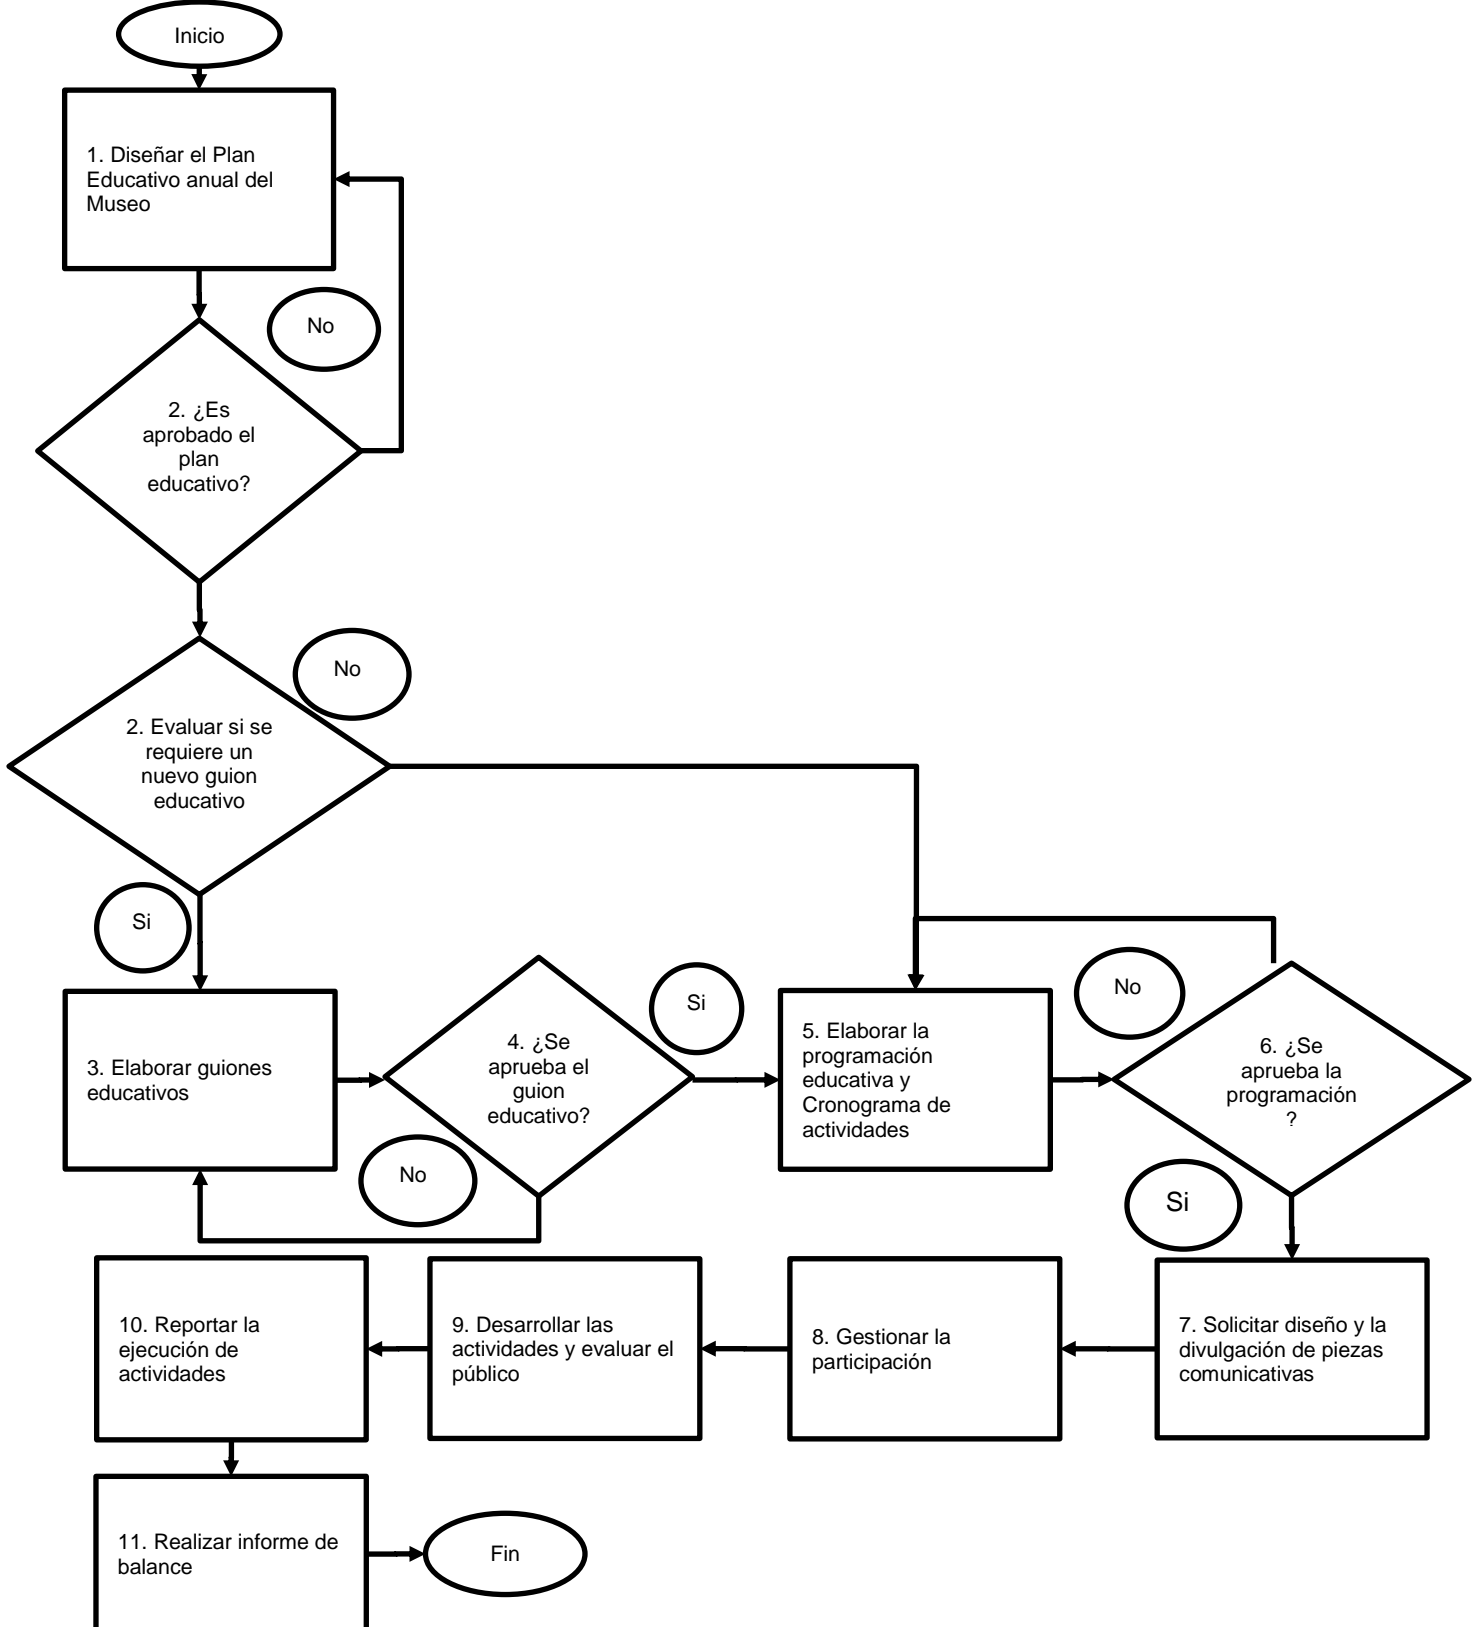 Inicio
1. Diseñar el Plan
Educativo anual del
Museo
No
2. ¿Es
aprobado el
plan
educativo?
No
2. Evaluar si se
requiere un
nuevo guion
educativo
Si
3. Elaborar guiones
educativos
4. ¿Se
aprueba el
guion
educativo?
Si
No
5. Elaborar la
programación
educativa y
Cronograma de
actividades
No
6. ¿Se
aprueba la
programación
?
Si
7. Solicitar diseño y la
divulgación de piezas
comunicativas
8. Gestionar la
participación
9. Desarrollar las
actividades y evaluar el
público
10. Reportar la
ejecución de
actividades
11. Realizar informe de
balance
Fin